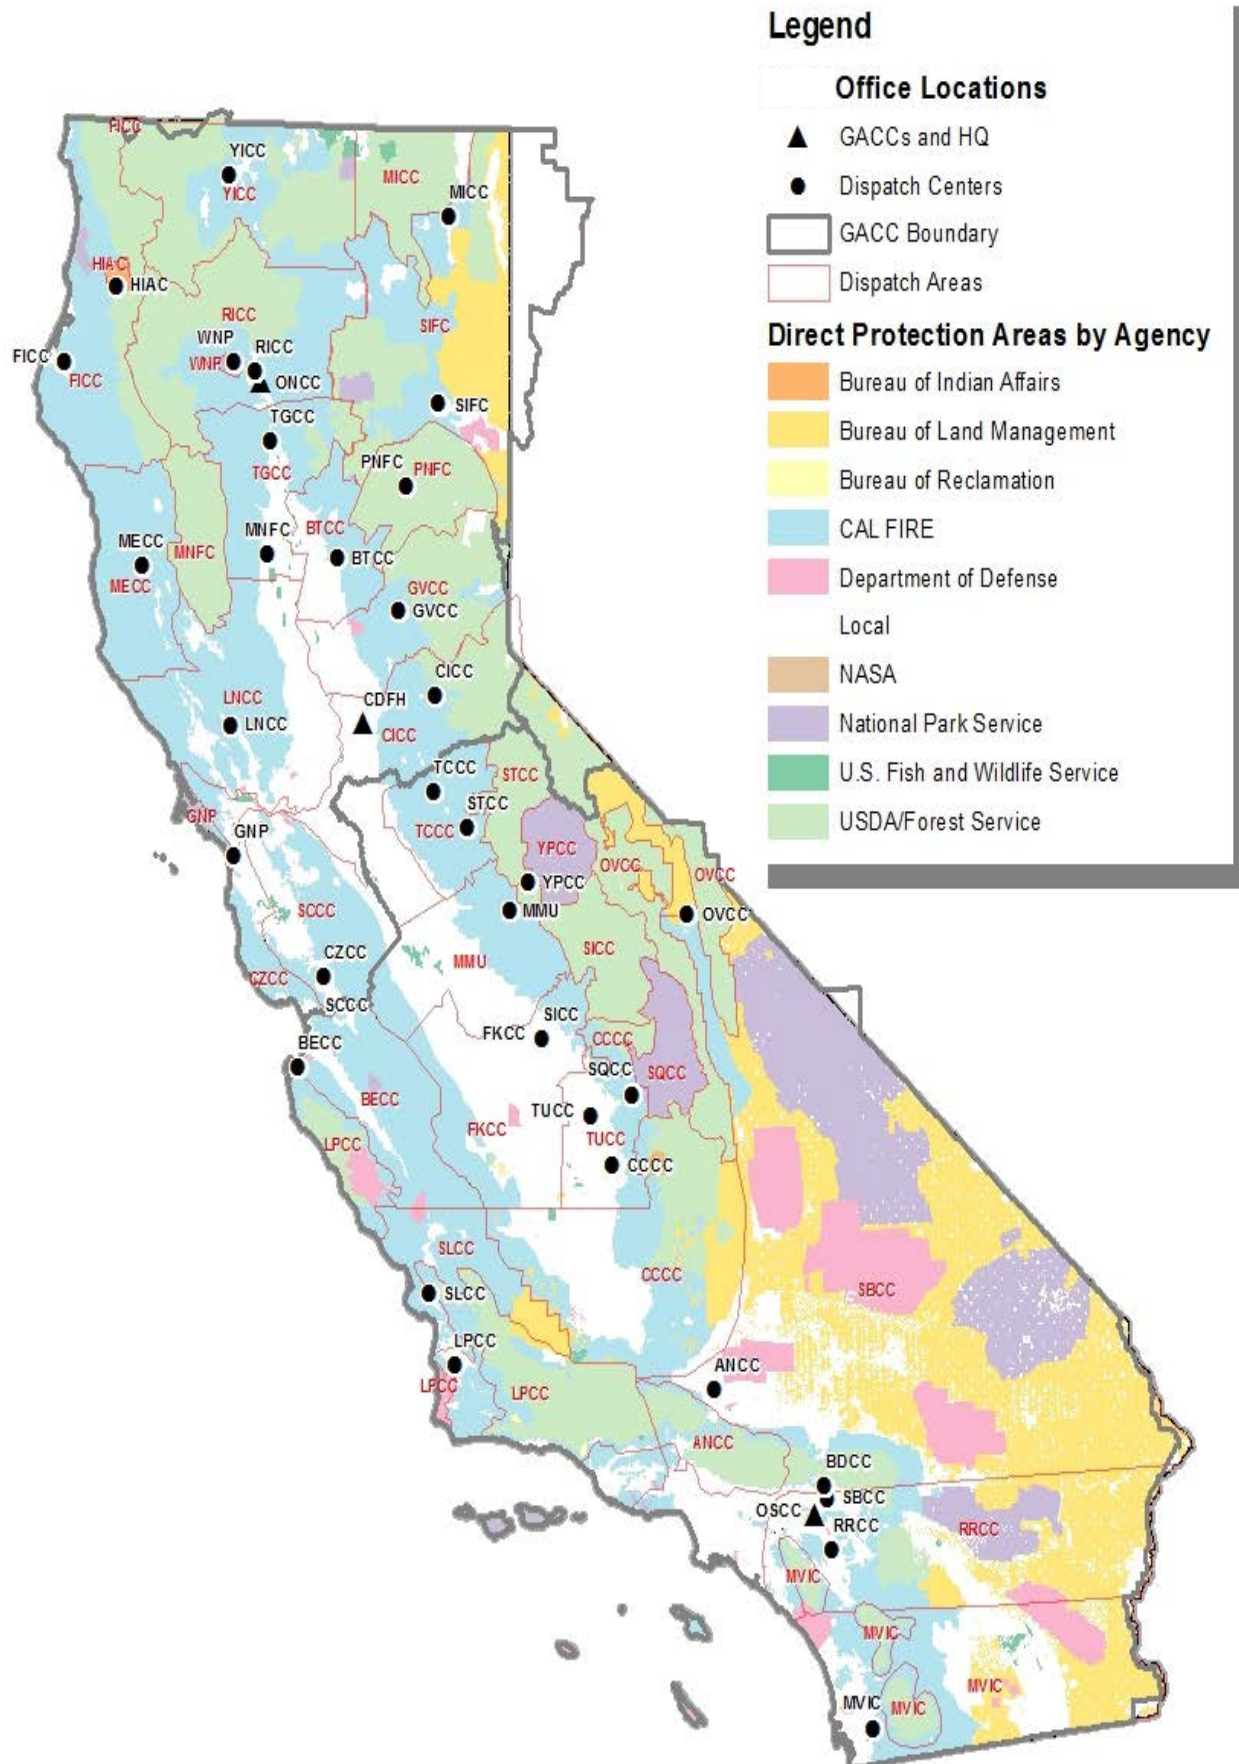 Legend
Office Locations
GACCs and HQ
Dispatch Centers
GACC Boundary
Dispatch Areas
Direct Protection Areas by Agency
Bureau of Indian Affairs
Bureau of Land Management
Bureau of Reclamation
CAL FIRE
Department of Defense
Local
NASA
National Park Service
U.S. Fish and Wildlife Service
USDA/Forest Service
FICC
YICC
YICC
MICC
MICC
HIAC
HIAC
RICC
SIFC
WNP
RICC
WNP
FICC
FICC
ONCC
SIFC
TGCC
TGCC
PNFC
PNFC
MNFC
BTCC
BTCC
MECC
MECC
MNFC
GVCC
GVCC
CICC
CDFH
CICC
LNCC
LNCC
TCCC
STCC
STCC
TCCC
GNP
GNP
YPCC
OVCC
OVCC
YPCC
MMU
OVCC
SCCC
SICC
MMU
CZCC
CZCC
SCCC
SICC
FKCC
CCCC
BECC
SQCC
SQCC
BECC
TUCC
FKCC
TUCC
LPCC
CCCC
SLCC
CCCC
SBCC
SLCC
LPCC
LPCC
LPCC
ANCC
ANCC
BDCC
SBCC
OSCC
RRCC
RRCC
MVIC
MVIC
MVIC
MVIC
MVIC